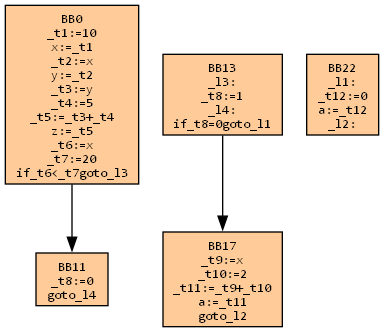 BB0
_t1:=10
x:=_t1
_t2:=x
y:=_t2
_t3:=y
_t4:=5
_t5:=_t3+_t4
z:=_t5
_t6:=x
_t7:=20
if_t6<_t7goto_l3
BB11
_t8:=0
goto_l4
BB13
_l3:
_t8:=1
_l4:
if_t8=0goto_l1
BB17
_t9:=x
_t10:=2
_t11:=_t9+_t10
a:=_t11
goto_l2
BB22
_l1:
_t12:=0
a:=_t12
_l2: